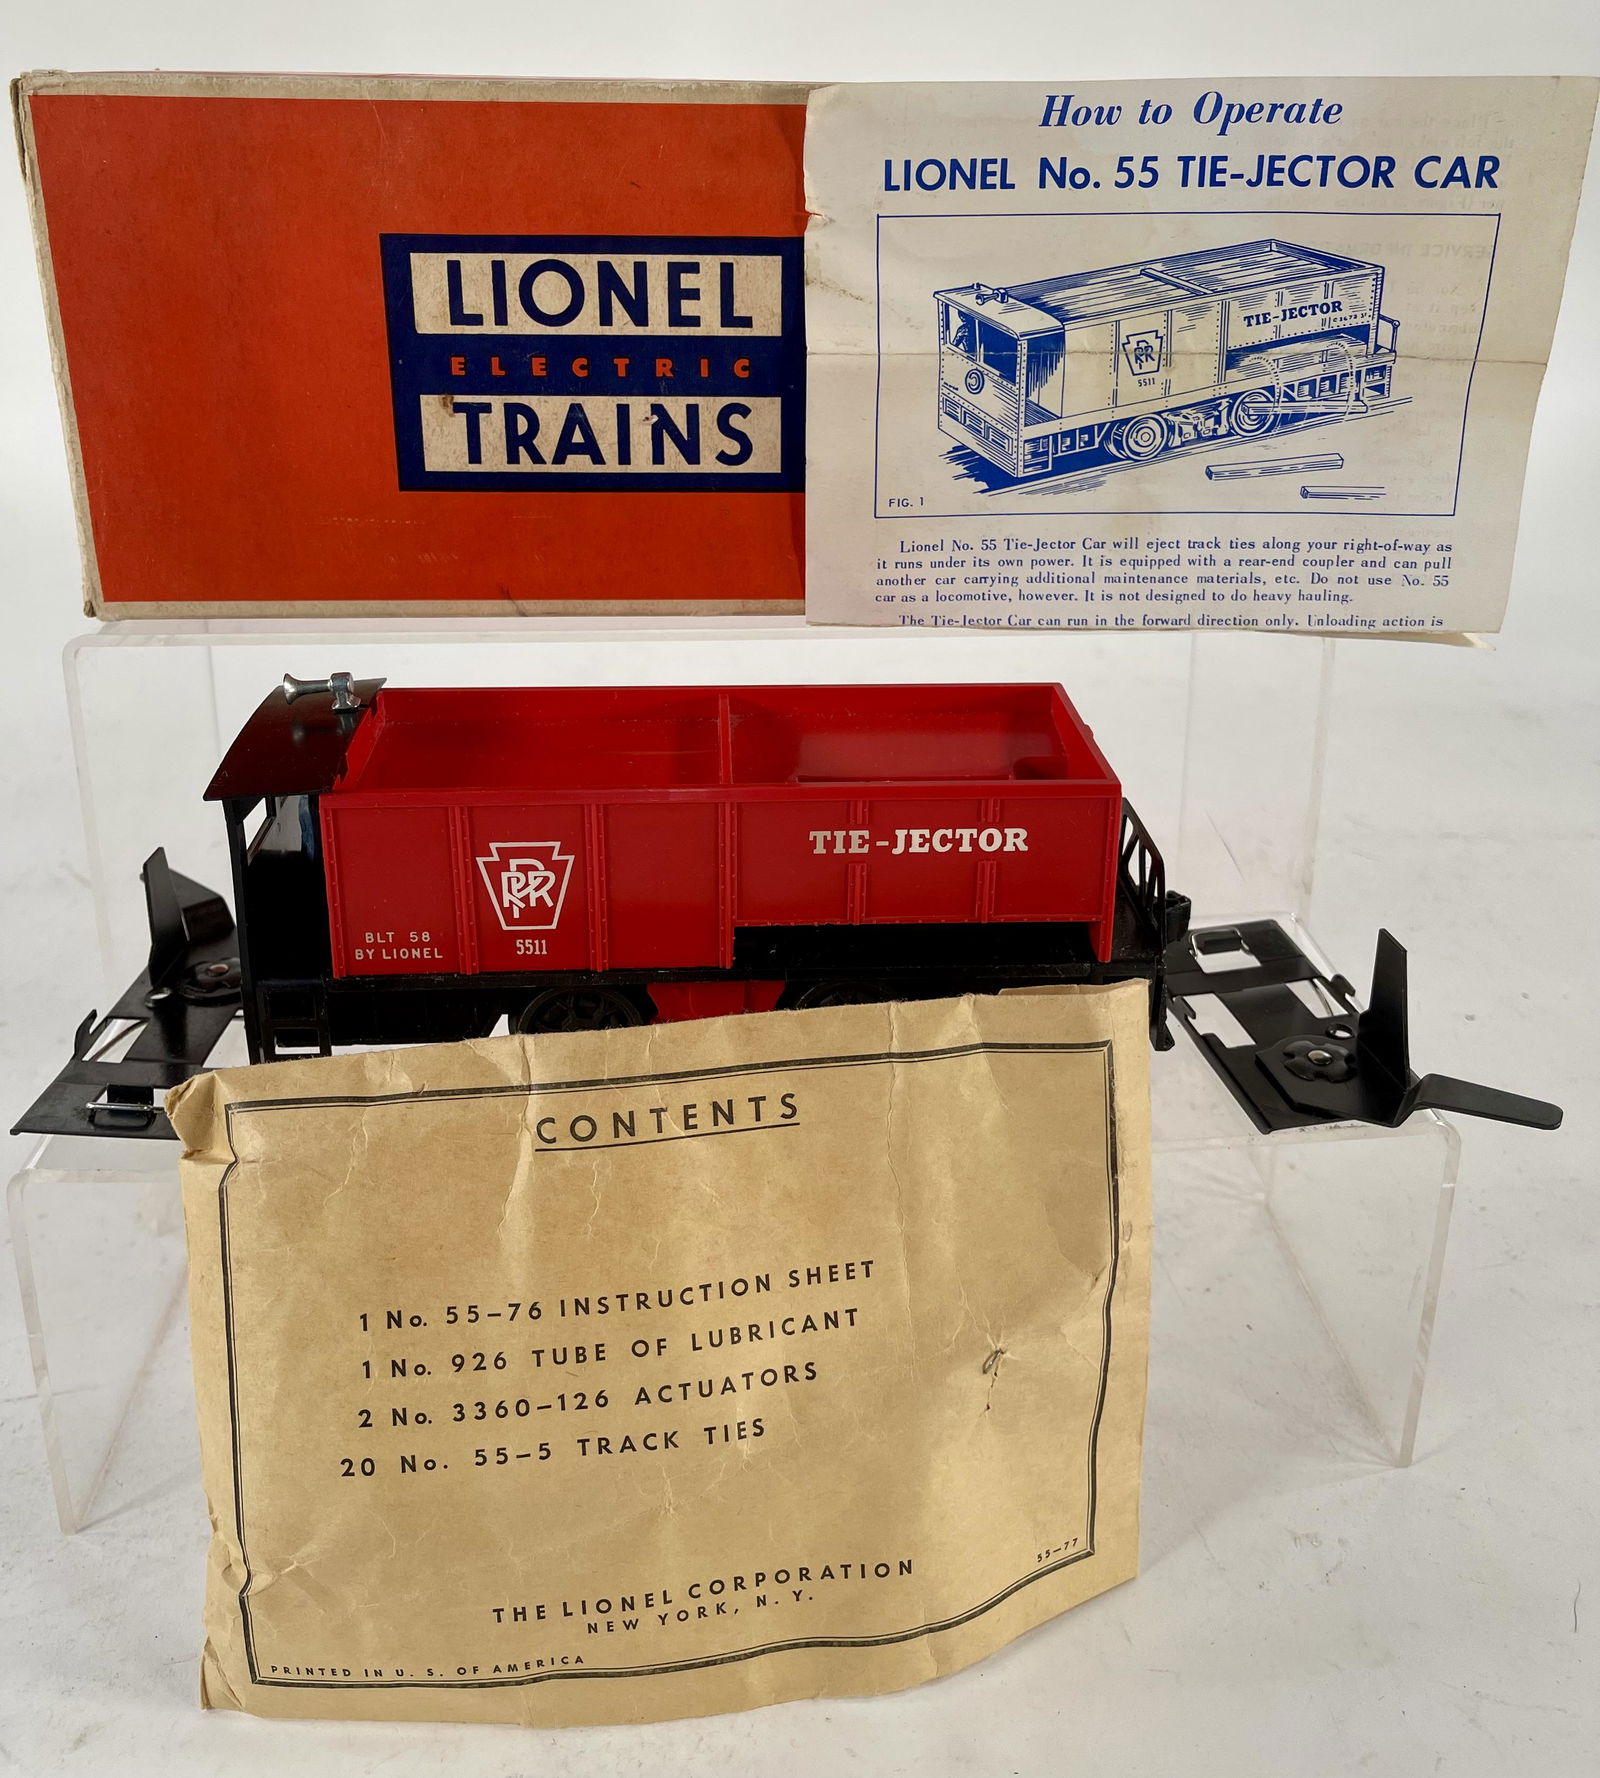 LIONEL
ELECTRIC
TRAINS
How to Operate
LIONEL No. 55 TIE-JECTOR CAR
TIE-JECTOR
PRR
5511
FIG. 1
Lionel No. 55 Tie-Jector Car will eject track ties along your right-of-way as
it runs under its own power. It is equipped with a rear-end coupler and can pull
another car carrying additional maintenance materials, etc. Do not use No. 55
car as a locomotive, however. It is not designed to do heavy hauling.
The Tie-Jector Car can run in the forward direction only. Unloading action is
TIE-JECTOR
PRR
5511
BLT 58
BY LIONEL
CONTENTS
1 No. 55-76 INSTRUCTION SHEET
1 No. 926 TUBE OF LUBRICANT
2 No. 3360-126 ACTUATORS
20 No. 55-5 TRACK TIES
55-77
THE LIONEL CORPORATION
NEW YORK, N. Y.
PRINTED IN U. S. OF AMERICA